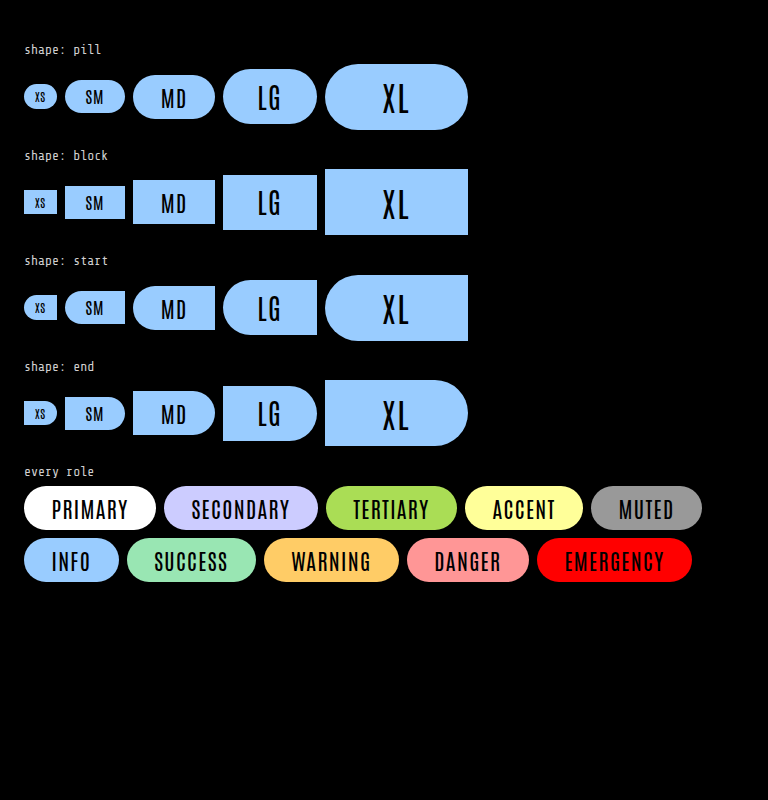 shape: pill
XS SM MD LG XL
shape: block
XS SM MD LG XL
shape: start
XS SM MD LG XL
shape: end
XS SM MD LG XL
every role
PRIMARY SECONDARY TERTIARY ACCENT MUTED
INFO SUCCESS WARNING DANGER EMERGENCY